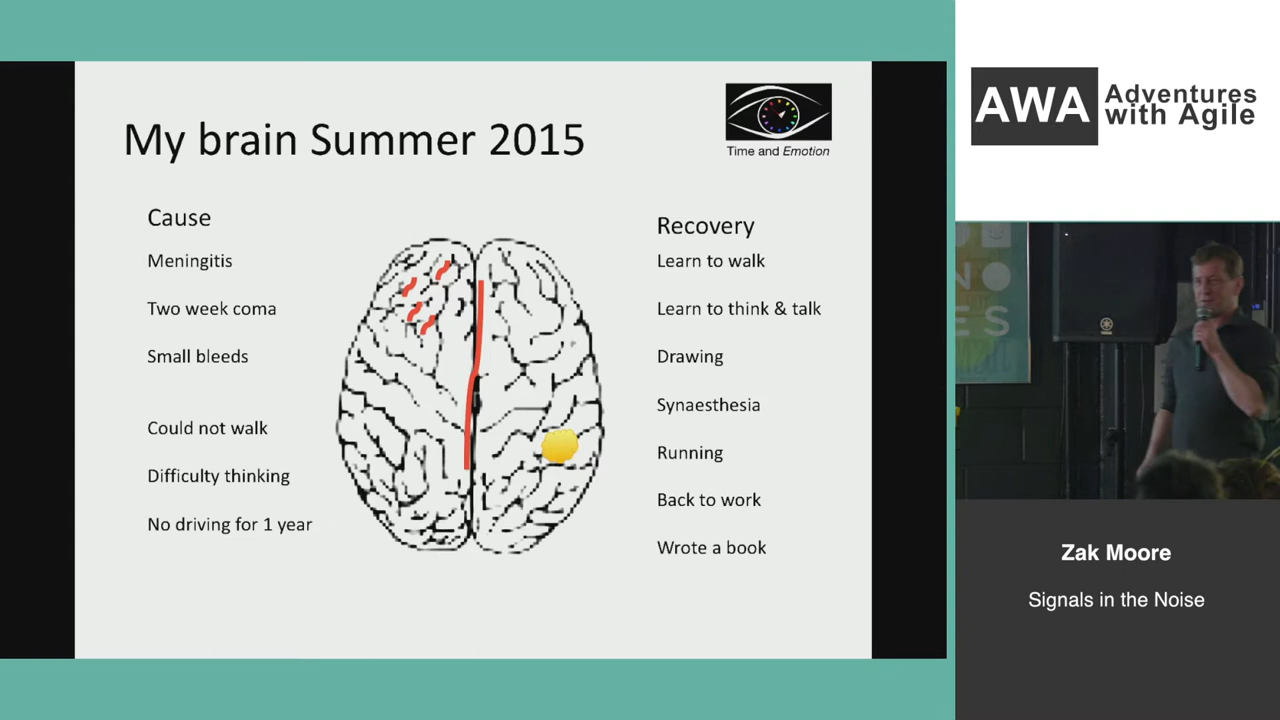 My brain Summer 2015
Time and Emotion
Cause
Meningitis
Two week coma
Small bleeds
Could not walk
Difficulty thinking
No driving for 1 year
Recovery
Learn to walk
Learn to think & talk
Drawing
Synaesthesia
Running
Back to work
Wrote a book
AWA Adventures
with Agile
Zak Moore
Signals in the Noise